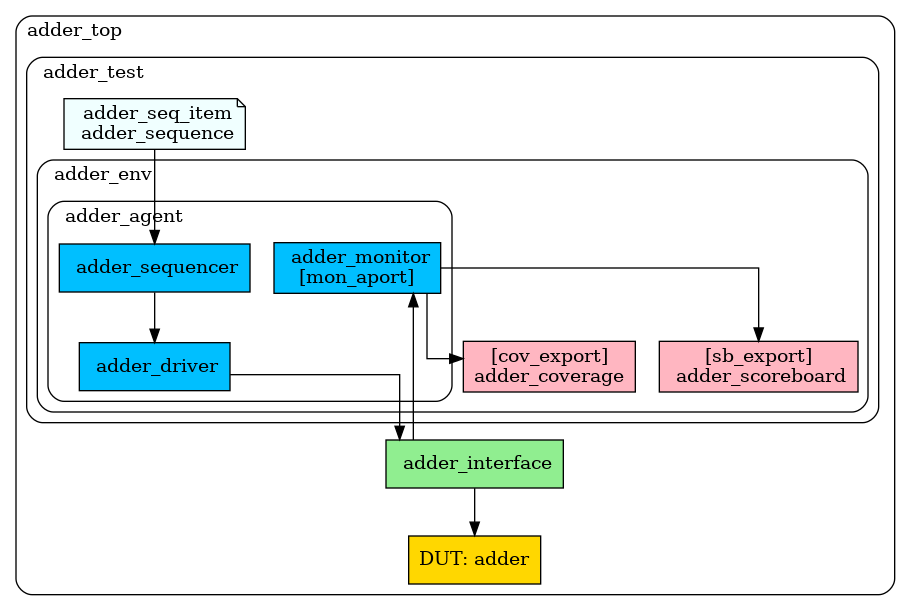 adder_top
adder_test
adder_seq_item
adder_sequence
adder_env
adder_agent
adder_sequencer
adder_monitor
[mon_aport]
adder_driver
[cov_export]
adder_coverage
[sb_export]
adder_scoreboard
adder_interface
DUT: adder